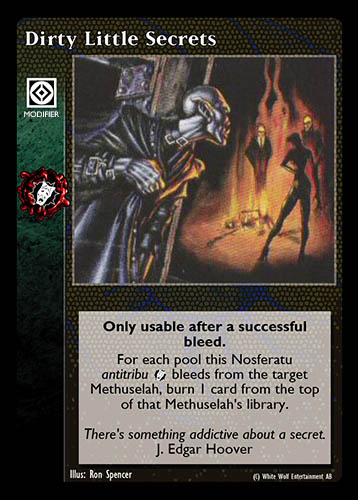 Dirty Little Secrets
MODIFIER
Only usable after a successful
bleed.
For each pool this Nosferatu
antitribu bleeds from the target
Methuselah, burn 1 card from the top
of that Methuselah's library.
There's something addictive about a secret.
J. Edgar Hoover
Illus: Ron Spencer
(C) White Wolf Entertainment AB